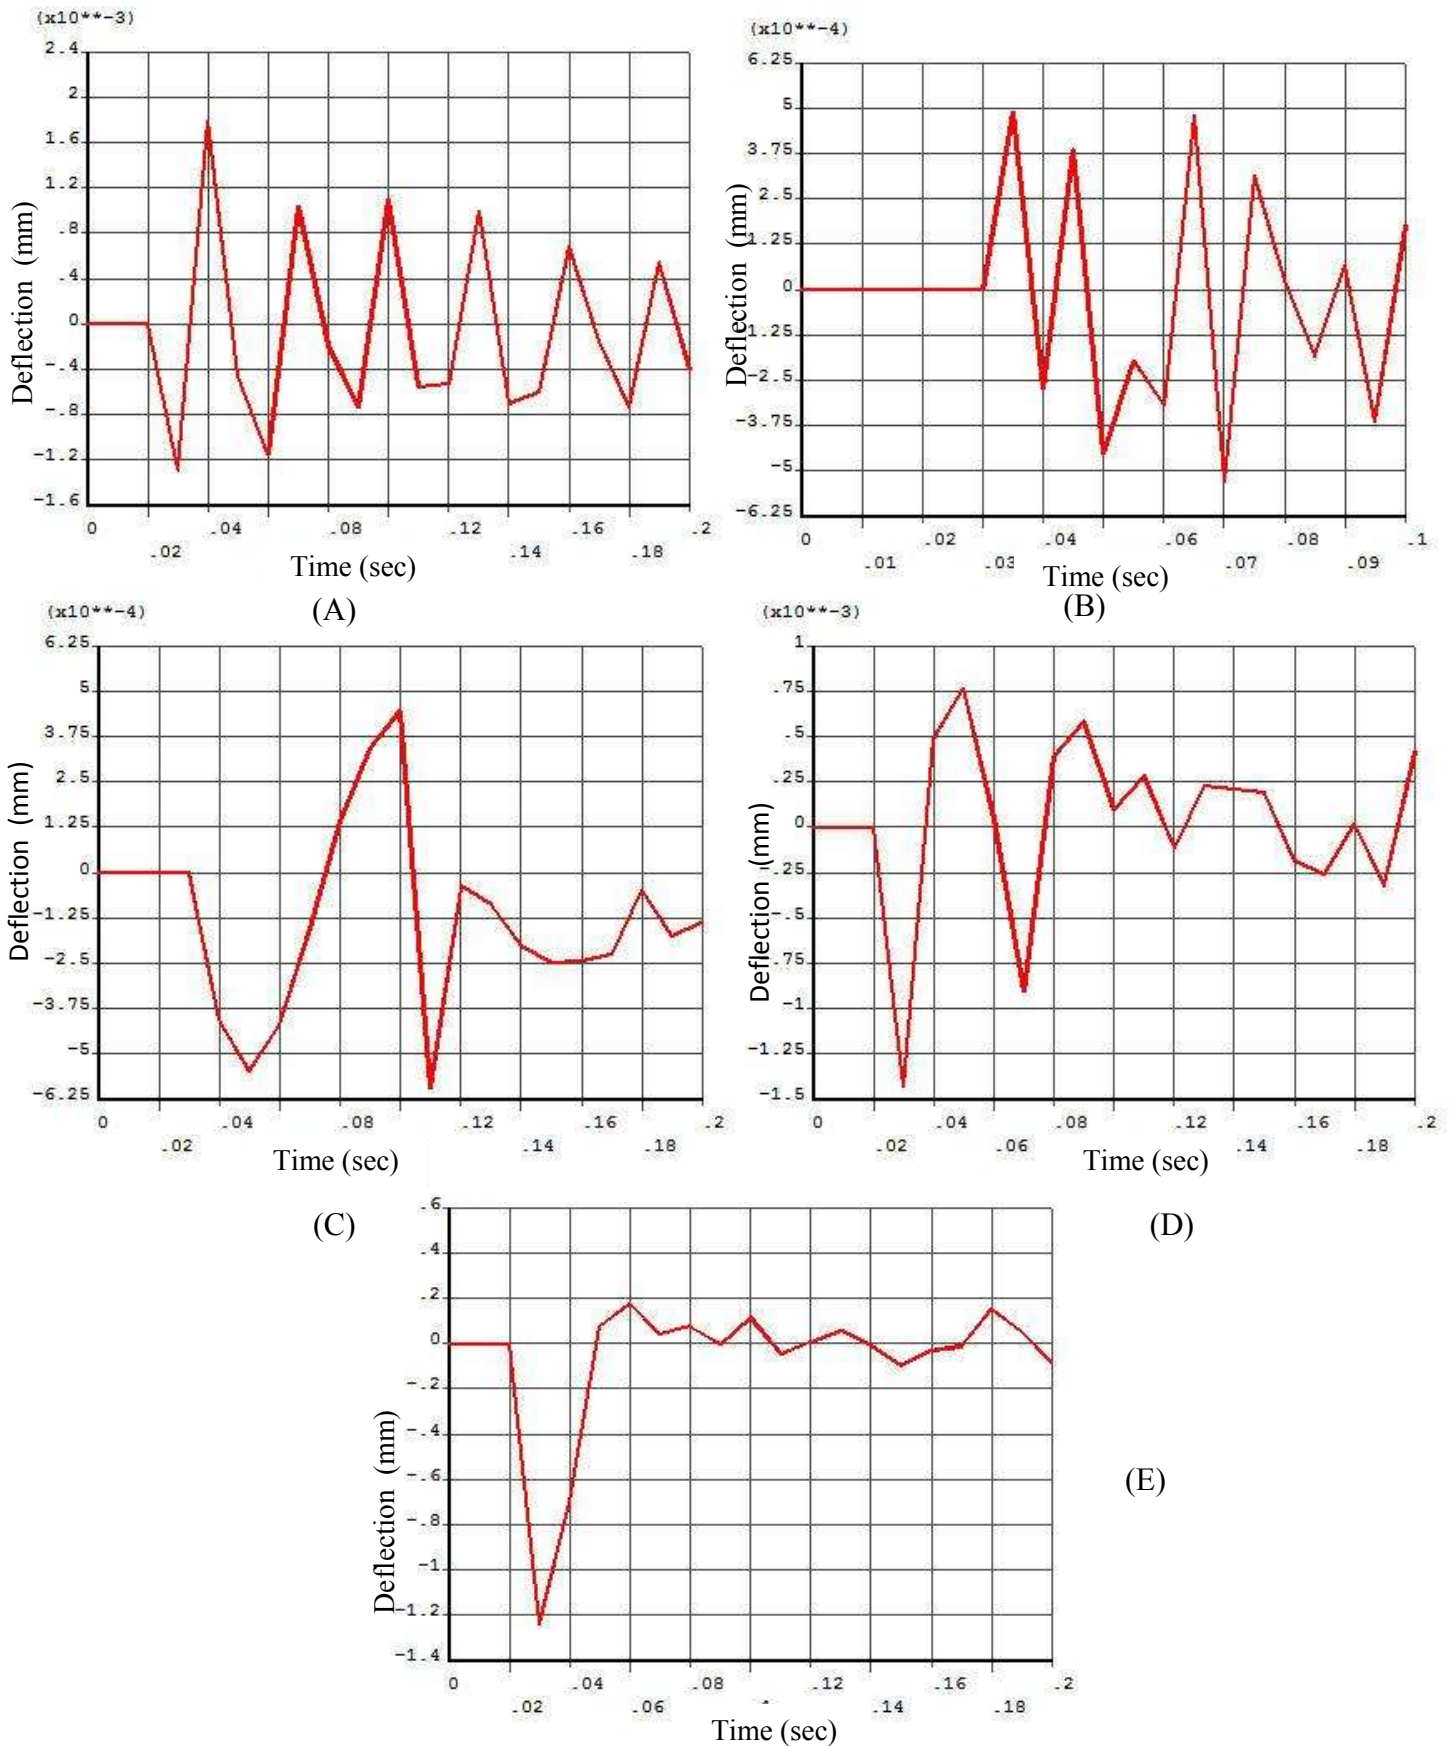 (x10**-3)
2.4
2
1.6
1.2
.8
.4
0
-.4
-.8
-1.2
-1.6
Deflection (mm)
0 .04 .08 .12 .16 .2
.02 .14 .18
Time (sec)
(A)
(x10**-4)
6.25
5
3.75
2.5
1.25
0
-1.25
-2.5
-3.75
-5
-6.25
Deflection (mm)
0 .02 .04 .06 .08 .1
.01 .03 .07 .09
Time (sec)
(B)
(x10**-4)
6.25
5
3.75
2.5
1.25
0
-1.25
-2.5
-3.75
-5
-6.25
Deflection (mm)
0 .04 .08 .12 .16 .2
.02 .14 .18
Time (sec)
(C)
(x10**-3)
1
.75
.5
.25
0
.25
-.5
.75
-1
-1.25
-1.5
Deflection (mm)
0 .04 .08 .12 .16 .2
.02 .06 .14 .18
Time (sec)
(D)
.6
.4
.2
0
-.2
-.4
-.6
-.8
-1
-1.2
-1.4
Deflection (mm)
0 .04 .08 .12 .16 .2
.02 .06 .14 .18
Time (sec)
(E)